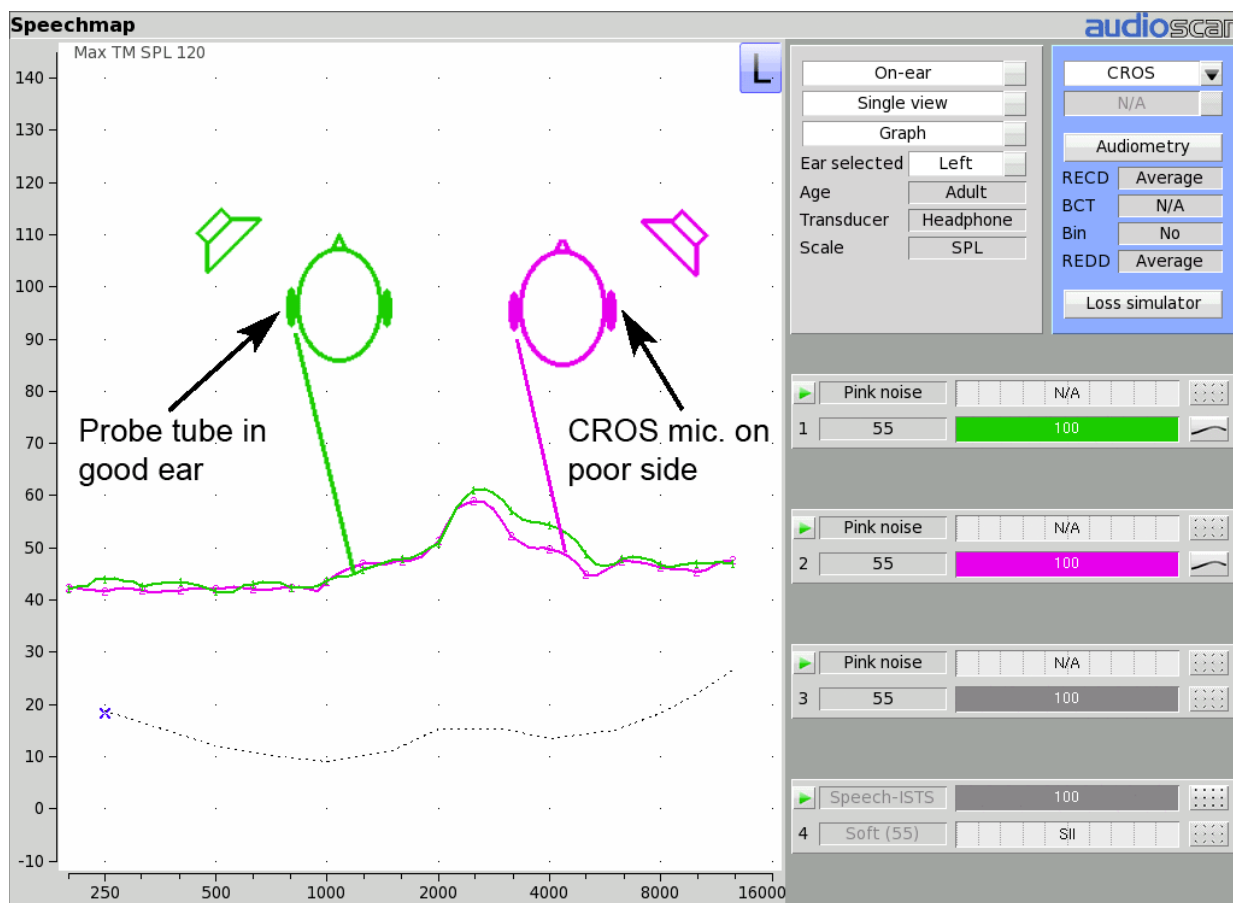 Speechmap
audioscan
Max TM SPL 120
L
140
130
120
110
100
90
80
70
60
50
40
30
20
10
0
-10
250
500
1000
2000
4000
8000
16000
Probe tube in
good ear
CROS mic. on
poor side
On-ear
Single view
Graph
Ear selected Left
Age Adult
Transducer Headphone
Scale SPL
CROS
N/A
Audiometry
RECD Average
BCT N/A
Bin No
REDD Average
Loss simulator
Pink noise N/A
1 55 100
Pink noise N/A
2 55 100
Pink noise N/A
3 55 100
Speech-ISTS 100
4 Soft (55) SII